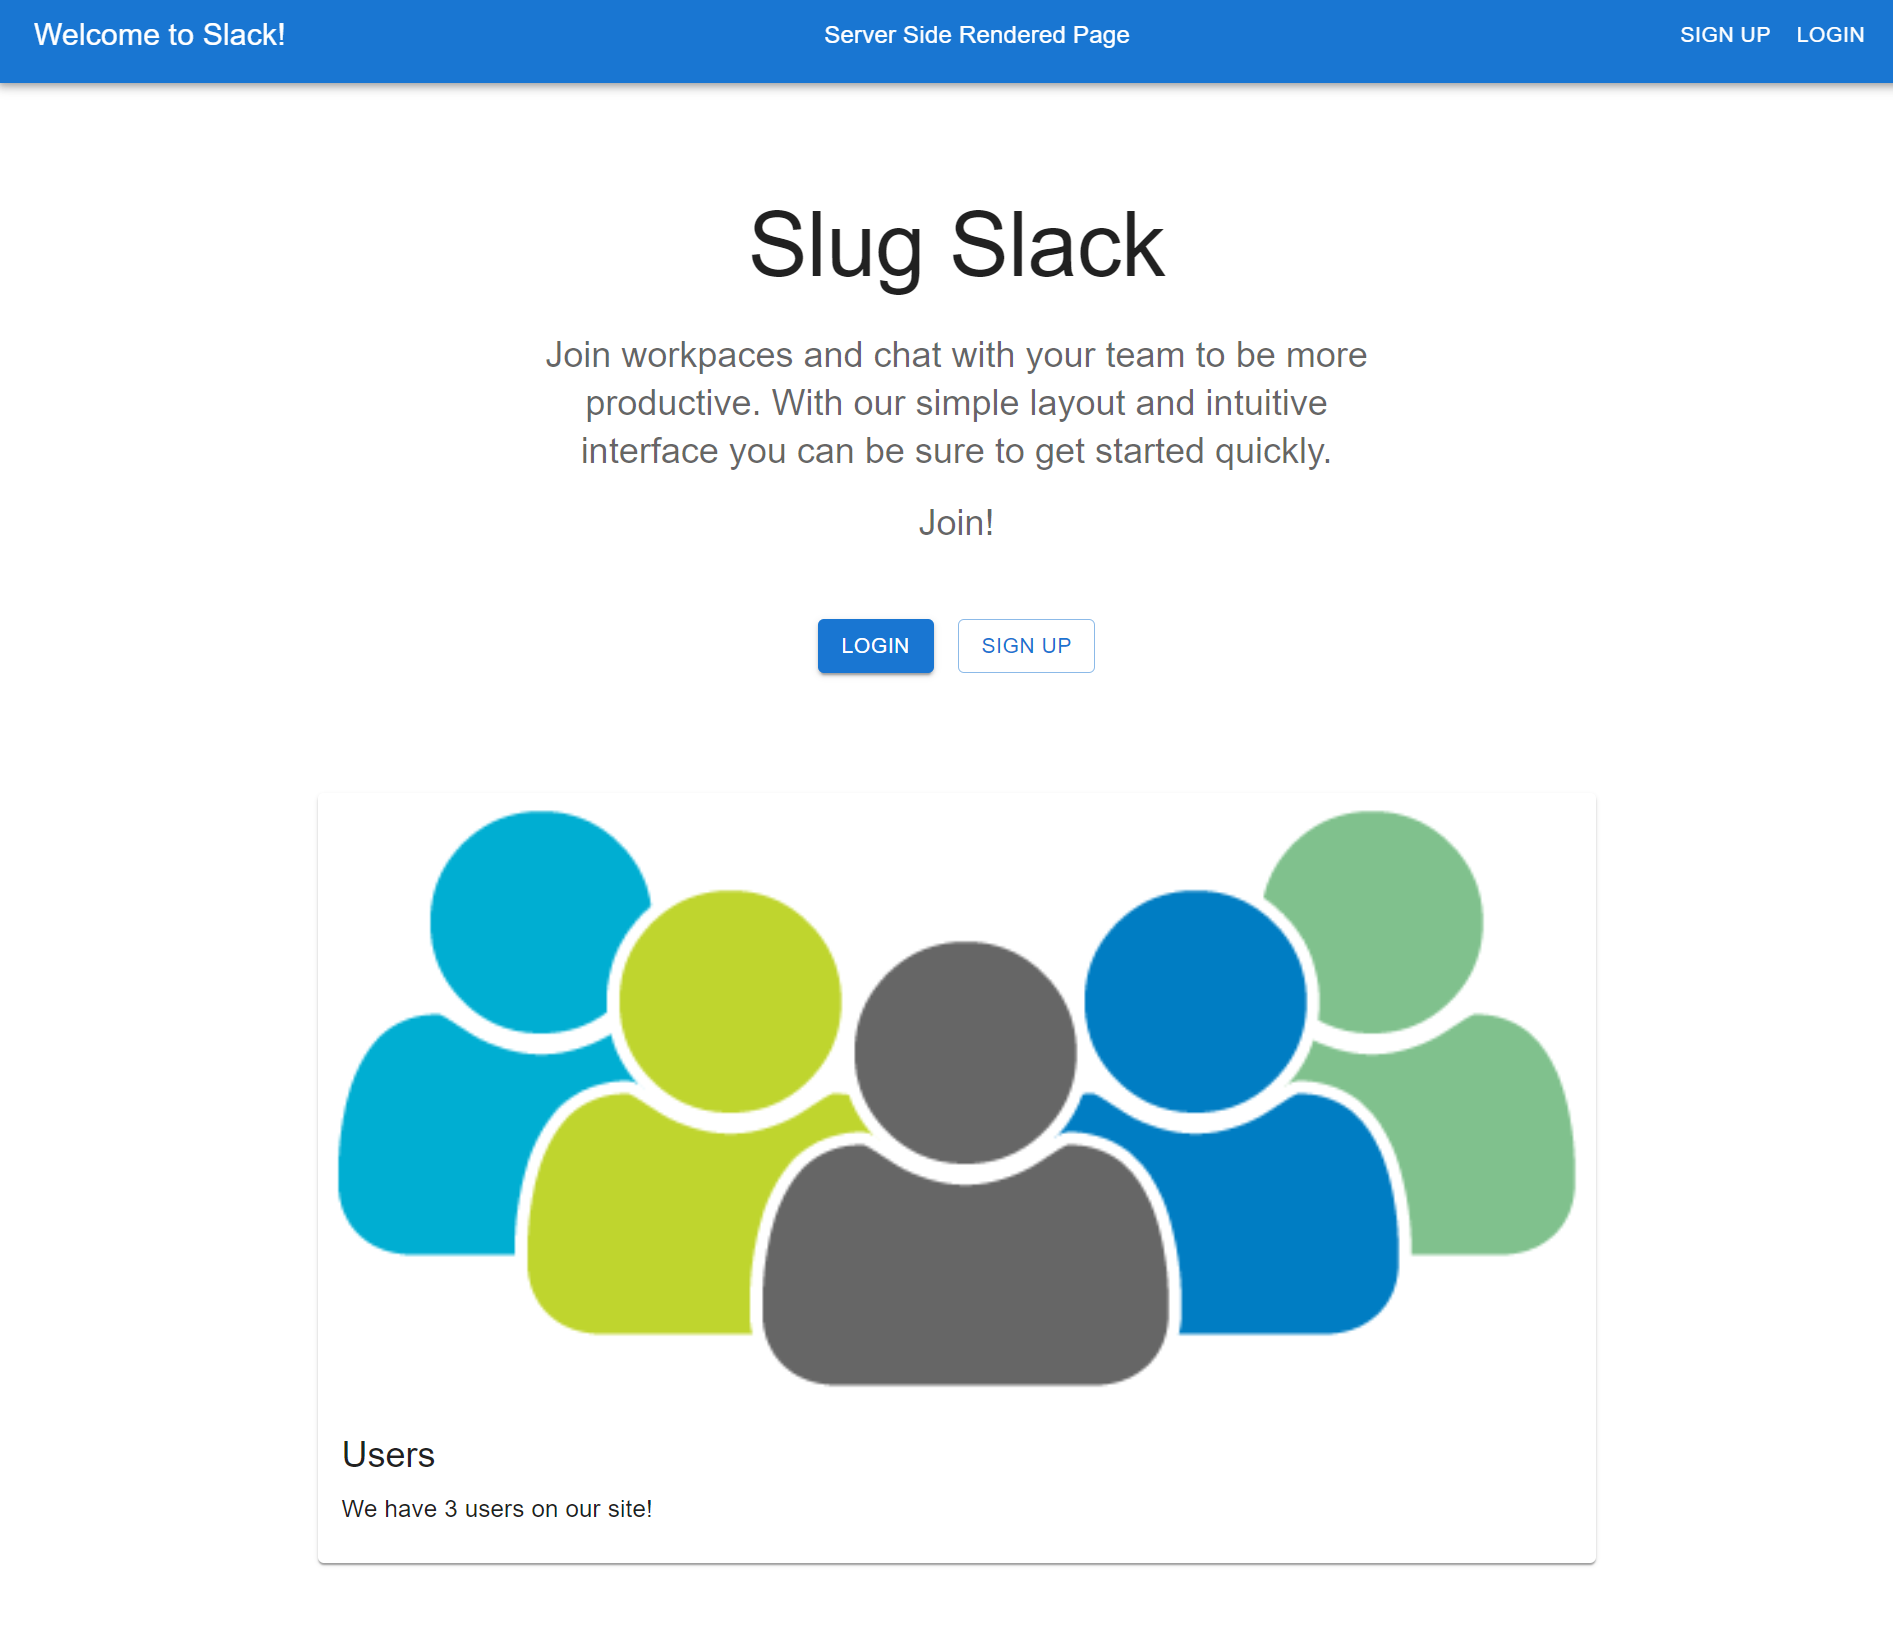 Welcome to Slack!
Server Side Rendered Page
SIGN UP
LOGIN
Slug Slack
Join workpaces and chat with your team to be more
productive. With our simple layout and intuitive
interface you can be sure to get started quickly.
Join!
LOGIN
SIGN UP
Users
We have 3 users on our site!